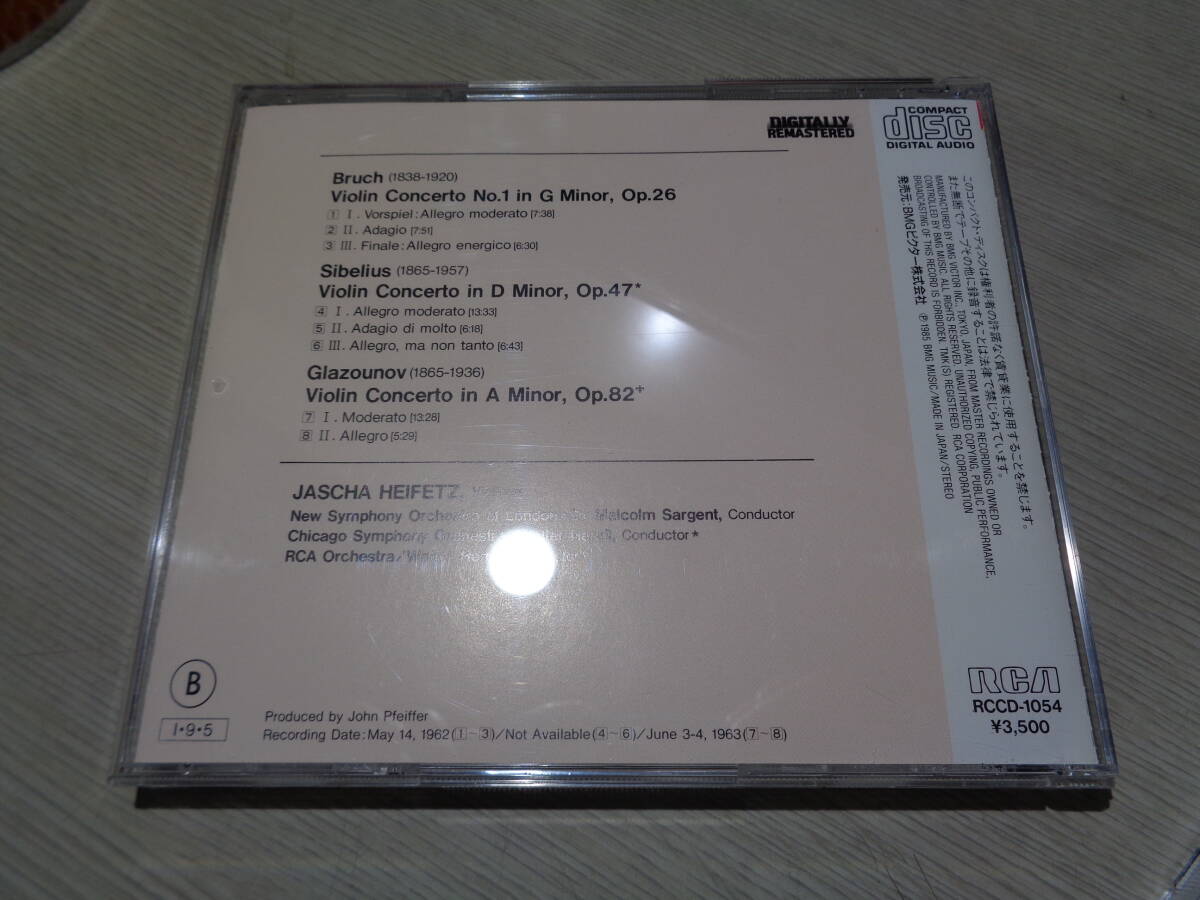 DIGITALLY
REMASTERED
Bruch (1838-1920)
Violin Concerto No.1 in G Minor, Op.26
1 I. Vorspiel: Allegro moderato [7:38]
2 II. Adagio [7:51]
3 III. Finale: Allegro energico [6:30]
Sibelius (1865-1957)
Violin Concerto in D Minor, Op.47*
4 I. Allegro moderato [13:33]
5 II. Adagio di molto [6:18]
6 III. Allegro, ma non tanto [6:43]
Glazounov (1865-1936)
Violin Concerto in A Minor, Op.82+
7 I. Moderato [13:28]
8 II. Allegro [5:29]
JASCHA HEIFETZ,
New Symphony Orchestra of London/Sir Malcolm Sargent, Conductor
Chicago Symphony Orchestra/ Conductor*
RCA Orchestra/
B
I・9・5
Produced by John Pfeiffer
Recording Date: May 14, 1962 (1~3)/Not Available (4~6)/June 3-4, 1963 (7~8)
COMPACT
disc
DIGITAL AUDIO
このコンパクト・ディスクは権利者の許諾なく賃貸業に使用することを禁じます。
また無断でテープその他に録音することは法律で禁じられています。
MANUFACTURED BY BMG VICTOR INC., TOKYO, JAPAN, FROM MASTER RECORDINGS OWNED OR
CONTROLLED BY BMG MUSIC. ALL RIGHTS RESERVED. UNAUTHORIZED COPYING, PUBLIC PERFORMANCE,
BROADCASTING OF THIS RECORD IS FORBIDDEN. TMK(S) REGISTERED. RCA CORPORATION
発売元:BMGビクター株式会社 ℗1985 BMG MUSIC/MADE IN JAPAN/STEREO
RCA
RCCD-1054
¥3,500